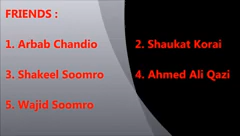 FRIENDS :
1. Arbab Chandio
2. Shaukat Korai
3. Shakeel Soomro
4. Ahmed Ali Qazi
5. Wajid Soomro